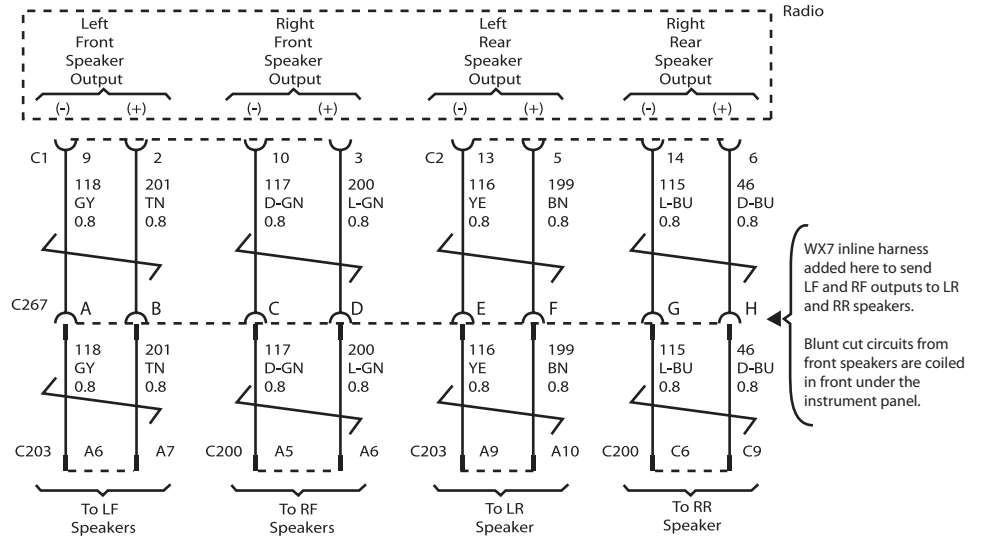 Radio
Left Front Speaker Output
Right Front Speaker Output
Left Rear Speaker Output
Right Rear Speaker Output
(-) (+) (-) (+) (-) (+) (-) (+)
C1 9 2 10 3 C2 13 5 14 6
118 201 117 200 116 199 115 46
GY TN D-GN L-GN YE BN L-BU D-BU
0.8 0.8 0.8 0.8 0.8 0.8 0.8 0.8
WX7 inline harness
added here to send
LF and RF outputs to LR
and RR speakers.
Blunt cut circuits from
front speakers are coiled
in front under the
instrument panel.
C267 A B C D E F G H
118 201 117 200 116 199 115 46
GY TN D-GN L-GN YE BN L-BU D-BU
0.8 0.8 0.8 0.8 0.8 0.8 0.8 0.8
C203 A6 A7 C200 A5 A6 C203 A9 A10 C200 C6 C9
To LF Speakers
To RF Speakers
To LR Speaker
To RR Speaker